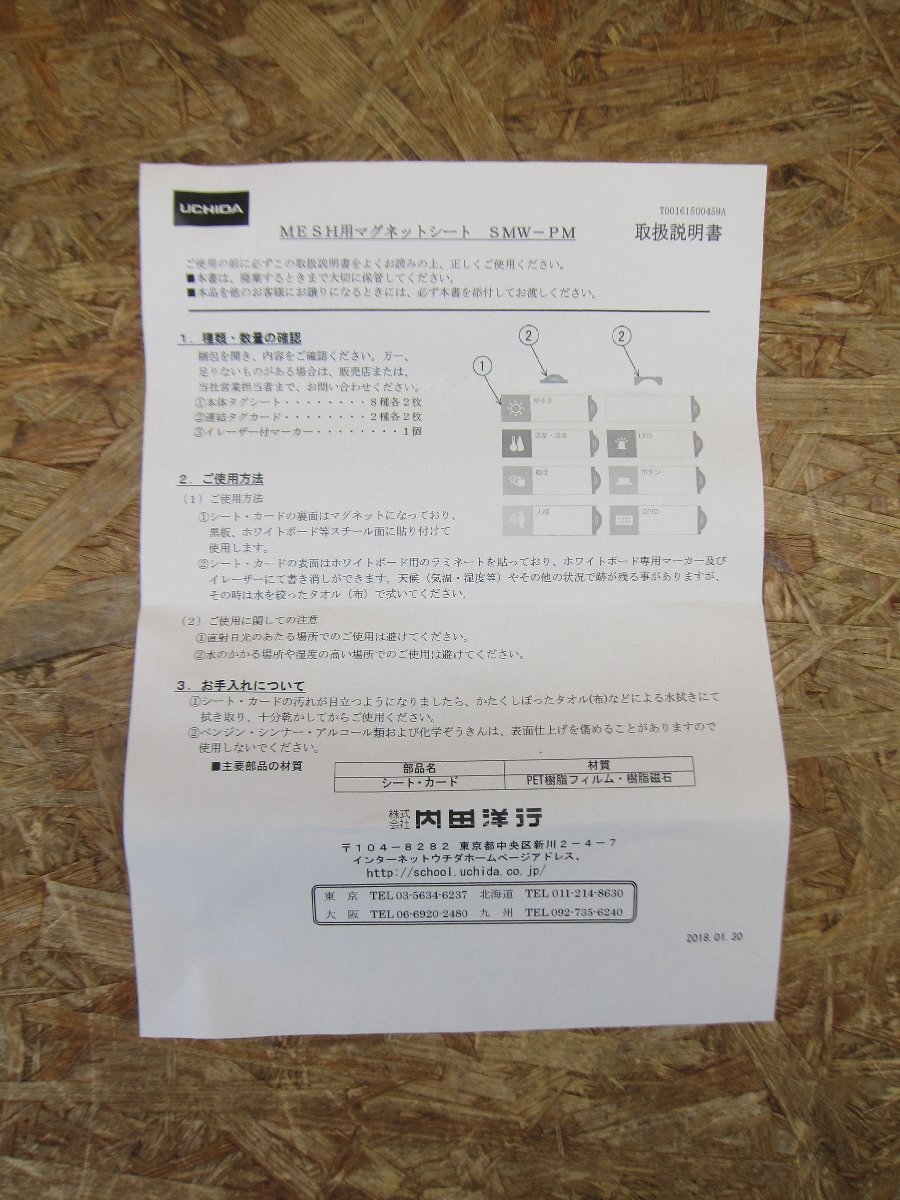 UCHIDA
T00161500459A
MESH用マグネットシート SMW－PM
取扱説明書
ご使用の前に必ずこの取扱説明書をよくお読みの上、正しくご使用ください。
■本書は、廃棄するときまで大切に保管してください。
■本品を他のお客様にお譲りになるときには、必ず本書を添付してお渡しください。
1．種類・数量の確認
梱包を開き、内容をご確認ください。万一、
足りないものがある場合は、販売店または、
当社営業担当者まで、お問い合わせください。
①本体タグシート・・・・・・・・8種各2枚
②連結タグカード・・・・・・・・2種各2枚
③イレーザー付マーカー・・・・・・・・1個
① ② ②
明るさ
温度・湿度 LED
動き ボタン
人感 GPIO
2．ご使用方法
（1）ご使用方法
①シート・カードの裏面はマグネットになっており、
黒板、ホワイトボード等スチール面に貼り付けて
使用します。
②シート・カードの表面はホワイトボード用のラミネートを貼っており、ホワイトボード専用マーカー及び
イレーザーにて書き消しができます．天候（気温・湿度等）やその他の状況で跡が残る事がありますが、
その時は水を絞ったタオル（布）で拭いてください。
（2）ご使用に関しての注意
①直射日光のあたる場所でのご使用は避けてください。
②水のかかる場所や湿度の高い場所でのご使用は避けてください。
3．お手入れについて
①シート・カードの汚れが目立つようになりましたら、かたくしぼったタオル(布)などによる水拭きにて
拭き取り、十分乾かしてからご使用ください。
②ベンジン・シンナー・アルコール類および化学ぞうきんは、表面仕上げを傷めることがありますので
使用しないでください。
■主要部品の材質
部品名 材質
シート・カード PET樹脂フィルム・樹脂磁石
株式会社 内田洋行
〒104－8282 東京都中央区新川2－4－7
インターネットウチダホームページアドレス、
http://school.uchida.co.jp/
東 京 TEL 03-5634-6237 北海道 TEL 011-214-8630
大 阪 TEL 06-6920-2480 九 州 TEL 092-735-6240
2018.01.30